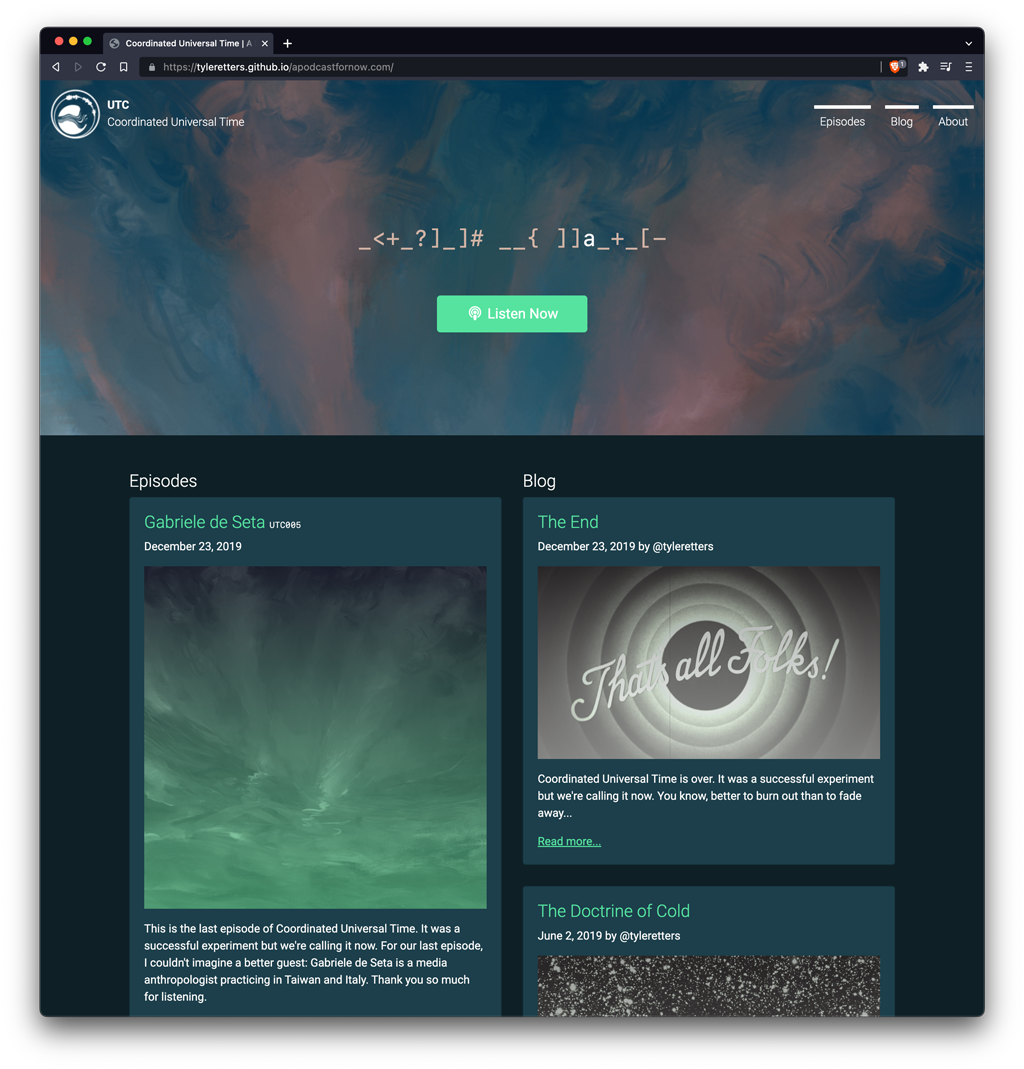 Coordinated Universal Time | A
https://tyleretters.github.io/apodcastfornow.com/
1
UTC
Coordinated Universal Time
Episodes
Blog
About
_<+_?]_]# __{ ]]a_+_[—
Listen Now
Episodes
Gabriele de Seta UTC005
December 23, 2019
This is the last episode of Coordinated Universal Time. It was a
successful experiment but we're calling it now. For our last episode,
I couldn't imagine a better guest: Gabriele de Seta is a media
anthropologist practicing in Taiwan and Italy. Thank you so much
for listening.
Blog
The End
December 23, 2019 by @tyleretters
Thats all Folks!
Coordinated Universal Time is over. It was a successful experiment
but we're calling it now. You know, better to burn out than to fade
away...
Read more...
The Doctrine of Cold
June 2, 2019 by @tyleretters